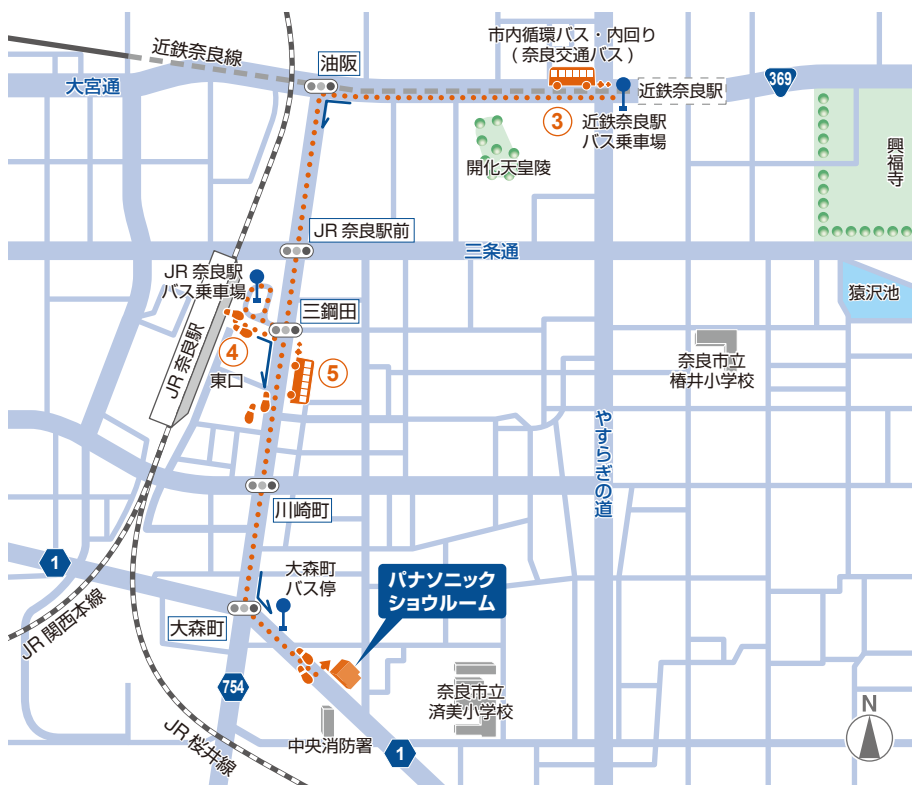 近鉄奈良線
大宮通
油阪
市内循環バス・内回り
(奈良交通バス)
近鉄奈良駅
369
③
近鉄奈良駅
バス乗車場
開化天皇陵
興福寺
JR 奈良駅前
三条通
JR 奈良駅
バス乗車場
猿沢池
三綱田
④
東口
⑤
JR 奈良駅
奈良市立
椿井小学校
やすらぎの道
川崎町
1
大森町
バス停
パナソニック
ショウルーム
大森町
JR 関西本線
754
奈良市立
済美小学校
JR 桜井線
中央消防署
1
N